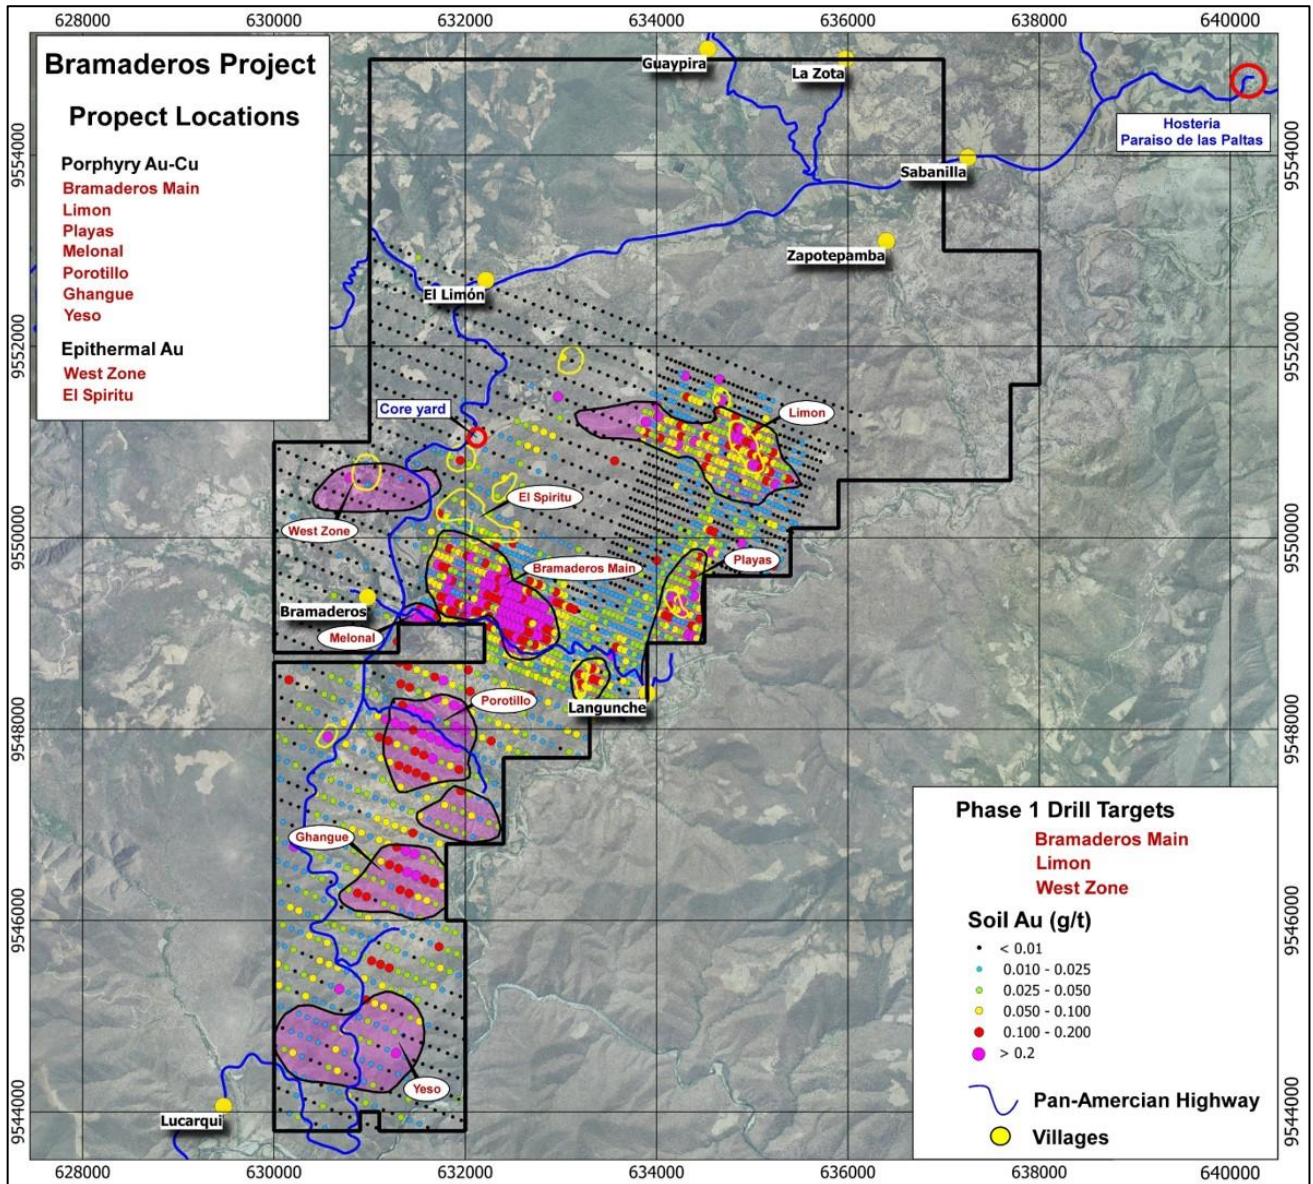 628000
630000
632000
634000
636000
638000
640000
Bramaderos Project
Propect Locations
Porphyry Au-Cu
Bramaderos Main
Limon
Playas
Melonal
Porotillo
Ghangue
Yeso
Epithermal Au
West Zone
El Spiritu
Guaypira
La Zota
Hosteria
Paraiso de las Paltas
9554000
9554000
Sabanilla
Zapotepamba
El Limón
9552000
9552000
Core yard
Limon
El Spiritu
West Zone
9550000
9550000
Playas
Bramaderos Main
Bramaderos
Melonal
Porotillo
Langunche
9548000
9548000
Ghangue
Phase 1 Drill Targets
Bramaderos Main
Limon
West Zone
Soil Au (g/t)
< 0.01
0.010 - 0.025
0.025 - 0.050
0.050 - 0.100
0.100 - 0.200
> 0.2
9546000
9546000
Yeso
Pan-Amercian Highway
Villages
9544000
9544000
Lucarqui
628000
630000
632000
634000
636000
638000
640000